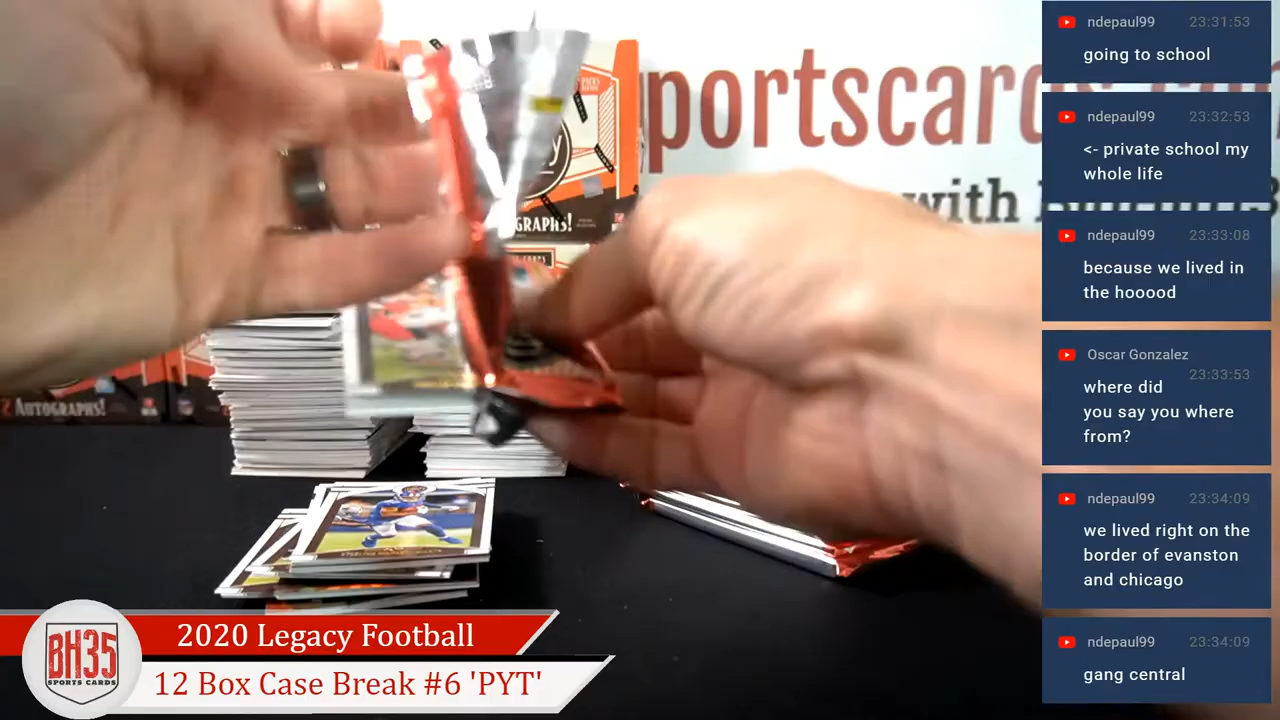 ndepaul99 23:31:53
going to school
ndepaul99 23:32:53
<- private school my
whole life
ndepaul99 23:33:08
because we lived in
the hooood
Oscar Gonzalez 23:33:53
where did
you say you where
from?
ndepaul99 23:34:09
we lived right on the
border of evanston
and chicago
ndepaul99 23:34:09
gang central
portscard
with
GRAPHS!
AUTOGRAPHS!
BH35
SPORTS CARDS
2020 Legacy Football
12 Box Case Break #6 'PYT'